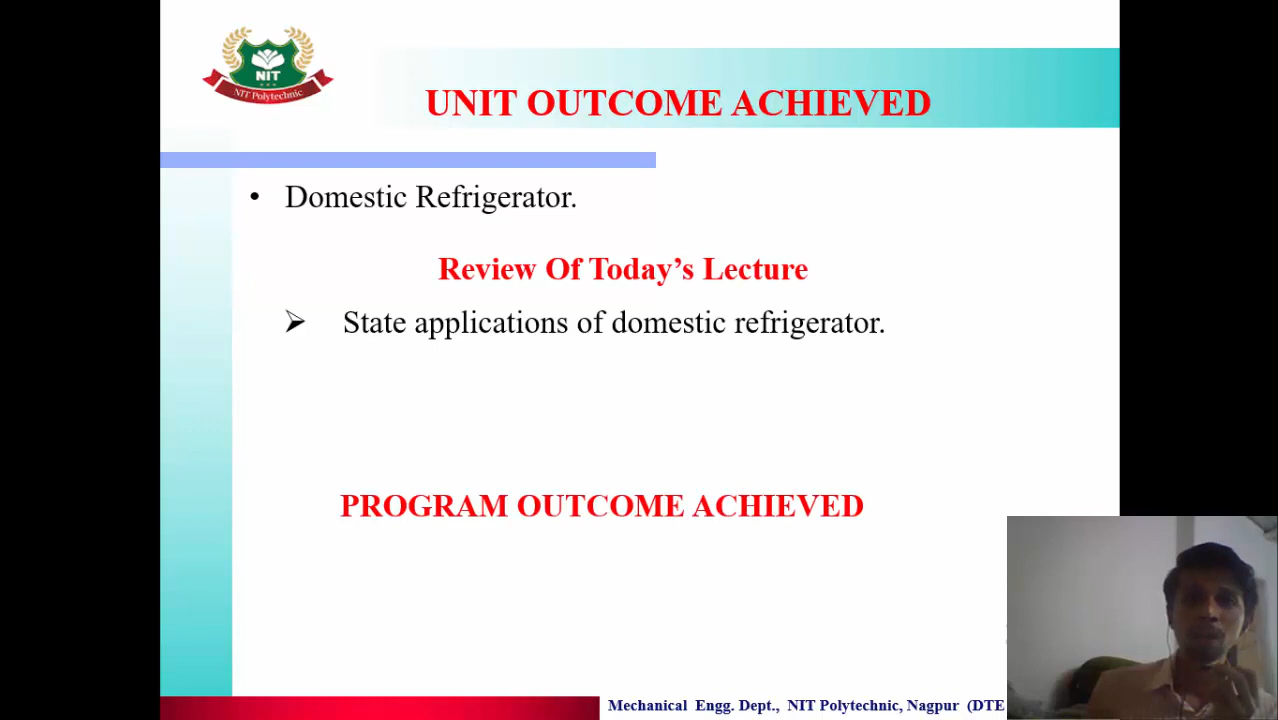 NIT
NIT Polytechnic
UNIT OUTCOME ACHIEVED
• Domestic Refrigerator.
Review Of Today’s Lecture
➢ State applications of domestic refrigerator.
PROGRAM OUTCOME ACHIEVED
Mechanical Engg. Dept., NIT Polytechnic, Nagpur (DTE